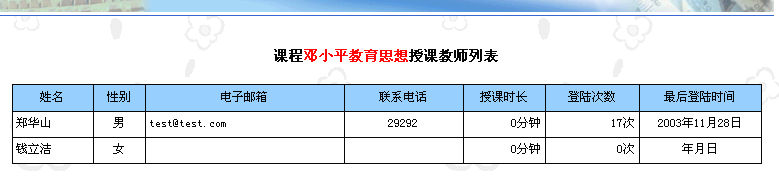 课程邓小平教育思想授课教师列表
姓名 性别 电子邮箱 联系电话 授课时长 登陆次数 最后登陆时间
郑华山 男 test@test.com 29292 0分钟 17次 2003年11月28日
钱立洁 女 0分钟 0次 年月日